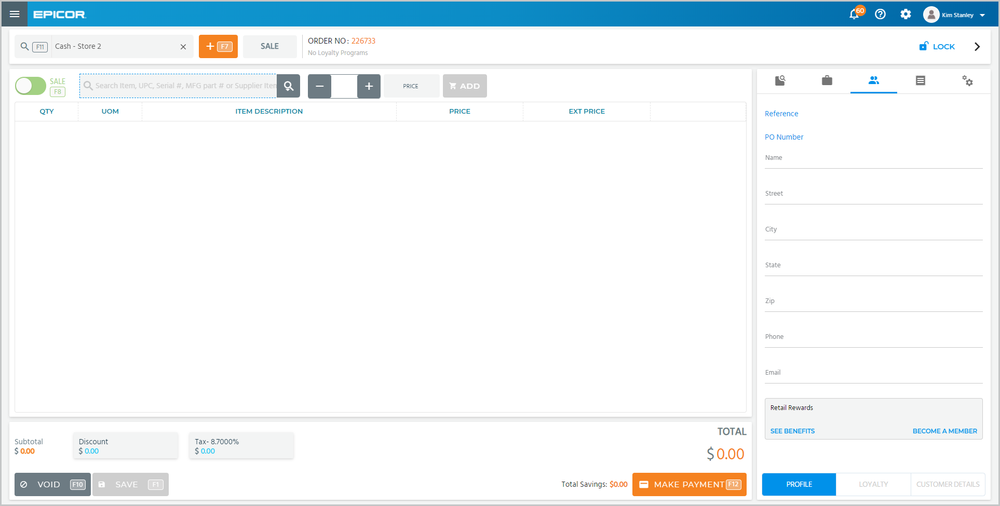 EPICOR
60
Kim Stanley
F11 Cash - Store 2
F7
SALE
ORDER NO: 226733
No Loyalty Programs
LOCK
SALE
F8
Search Item, UPC, Serial #, MFG part # or Supplier Iten
PRICE
ADD
QTY UOM ITEM DESCRIPTION PRICE EXT PRICE
Reference
PO Number
Name
Street
City
State
Zip
Phone
Email
Retail Rewards
SEE BENEFITS BECOME A MEMBER
Subtotal
$ 0.00
Discount
$ 0.00
Tax- 8.7000%
$ 0.00
TOTAL
$ 0.00
VOID F10
SAVE F1
Total Savings: $0.00
MAKE PAYMENT F12
PROFILE LOYALTY CUSTOMER DETAILS